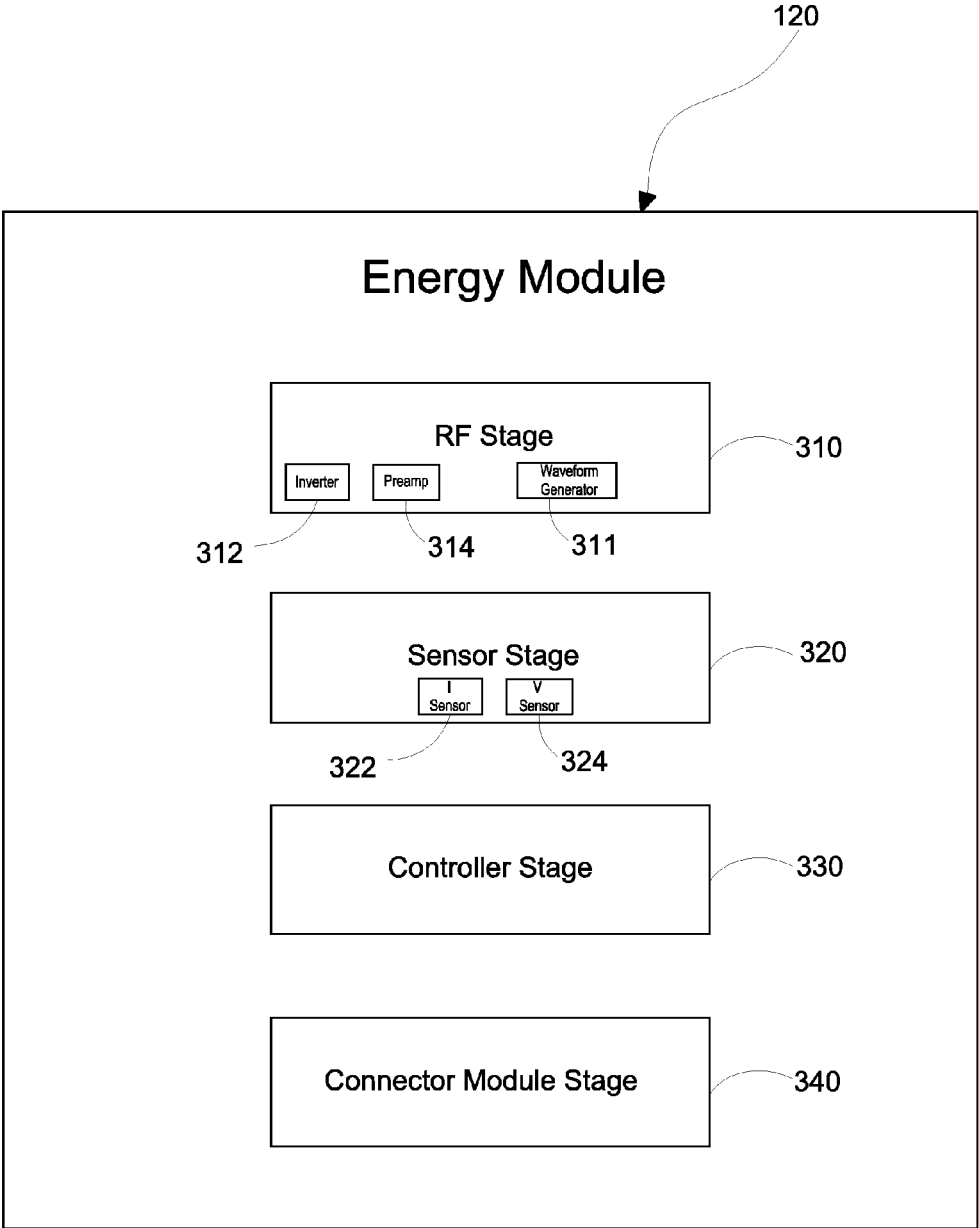 120
Energy Module
RF Stage
310
Inverter
Preamp
Waveform
Generator
312
314
311
Sensor Stage
320
I
Sensor
V
Sensor
322
324
Controller Stage
330
Connector Module Stage
340